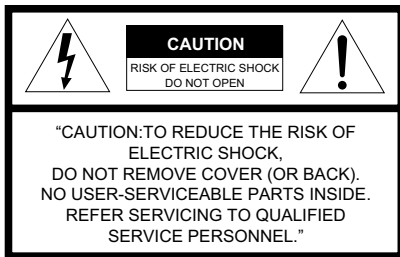 CAUTION
RISK OF ELECTRIC SHOCK
DO NOT OPEN
“CAUTION:TO REDUCE THE RISK OF
ELECTRIC SHOCK,
DO NOT REMOVE COVER (OR BACK).
NO USER-SERVICEABLE PARTS INSIDE.
REFER SERVICING TO QUALIFIED
SERVICE PERSONNEL.”